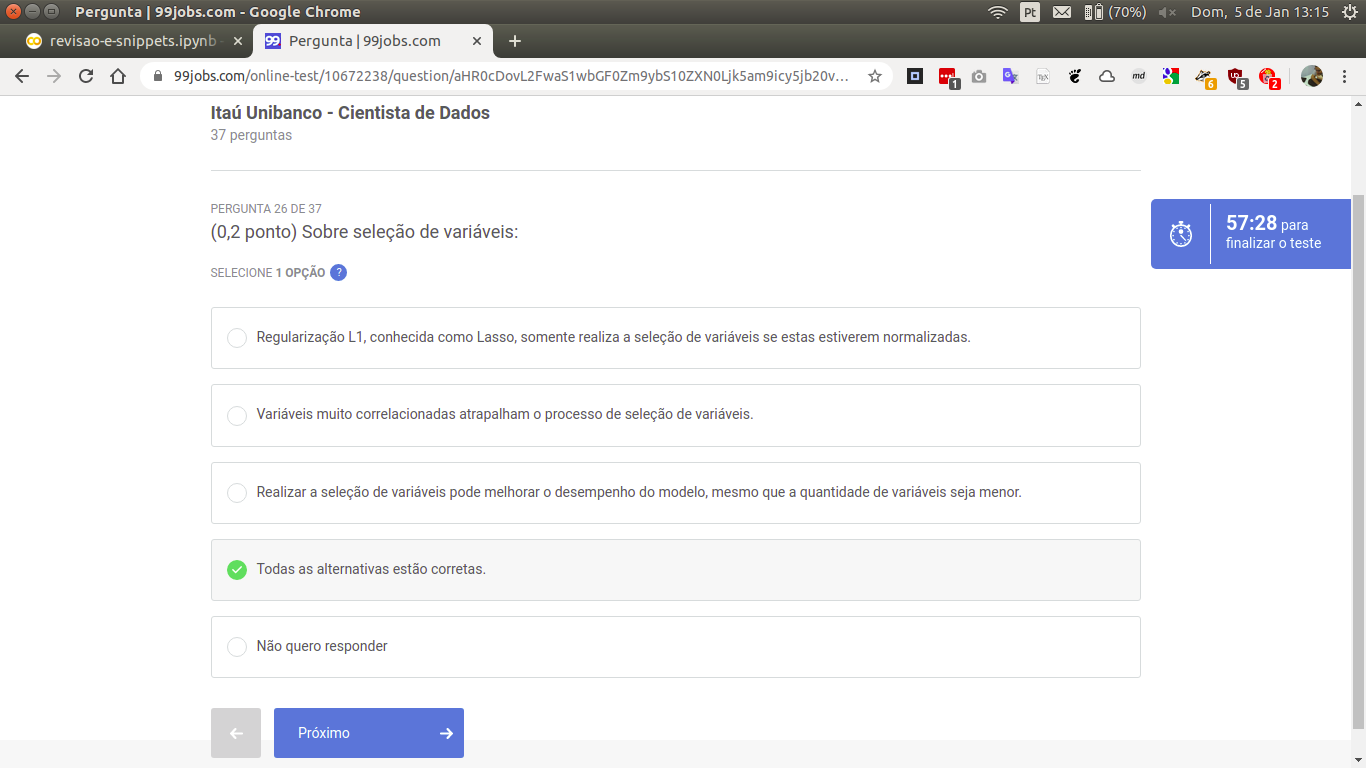 Pergunta | 99jobs.com - Google Chrome
Pt
(70%)
Dom, 5 de Jan 13:15
revisao-e-snippets.ipynb
Pergunta | 99jobs.com
99jobs.com/online-test/10672238/question/aHR0cDovL2FwaS1wbGF0Zm9ybS10ZXN0Ljk5am9icy5jb20v...
1
md
6
5
2
Itaú Unibanco - Cientista de Dados
37 perguntas
PERGUNTA 26 DE 37
(0,2 ponto) Sobre seleção de variáveis:
57:28 para
finalizar o teste
SELECIONE 1 OPÇÃO ?
Regularização L1, conhecida como Lasso, somente realiza a seleção de variáveis se estas estiverem normalizadas.
Variáveis muito correlacionadas atrapalham o processo de seleção de variáveis.
Realizar a seleção de variáveis pode melhorar o desempenho do modelo, mesmo que a quantidade de variáveis seja menor.
Todas as alternativas estão corretas.
Não quero responder
Próximo